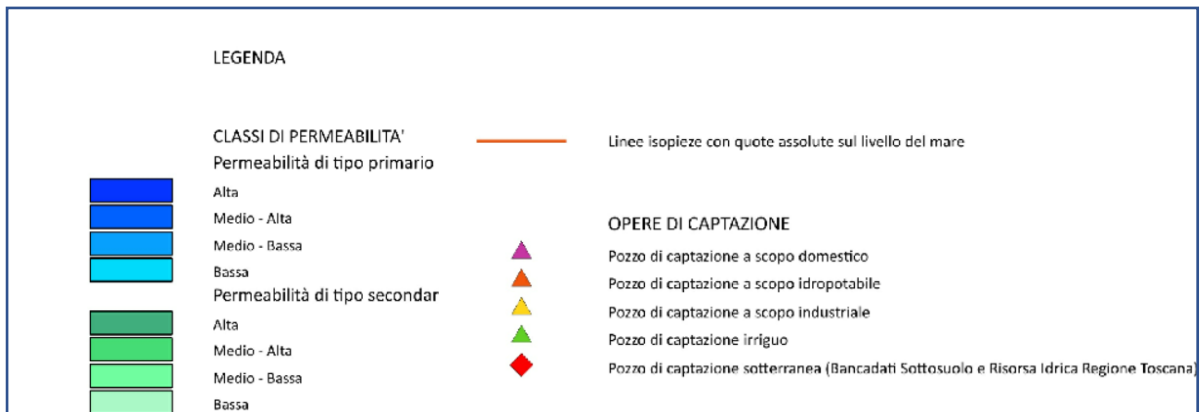 LEGENDA
CLASSI DI PERMEABILITA'
Permeabilità di tipo primario
Alta
Medio - Alta
Medio - Bassa
Bassa
Permeabilità di tipo secondar
Alta
Medio - Alta
Medio - Bassa
Bassa
Linee isopieze con quote assolute sul livello del mare
OPERE DI CAPTAZIONE
Pozzo di captazione a scopo domestico
Pozzo di captazione a scopo idropotabile
Pozzo di captazione a scopo industriale
Pozzo di captazione irriguo
Pozzo di captazione sotterranea (Bancadati Sottosuolo e Risorsa Idrica Regione Toscana)